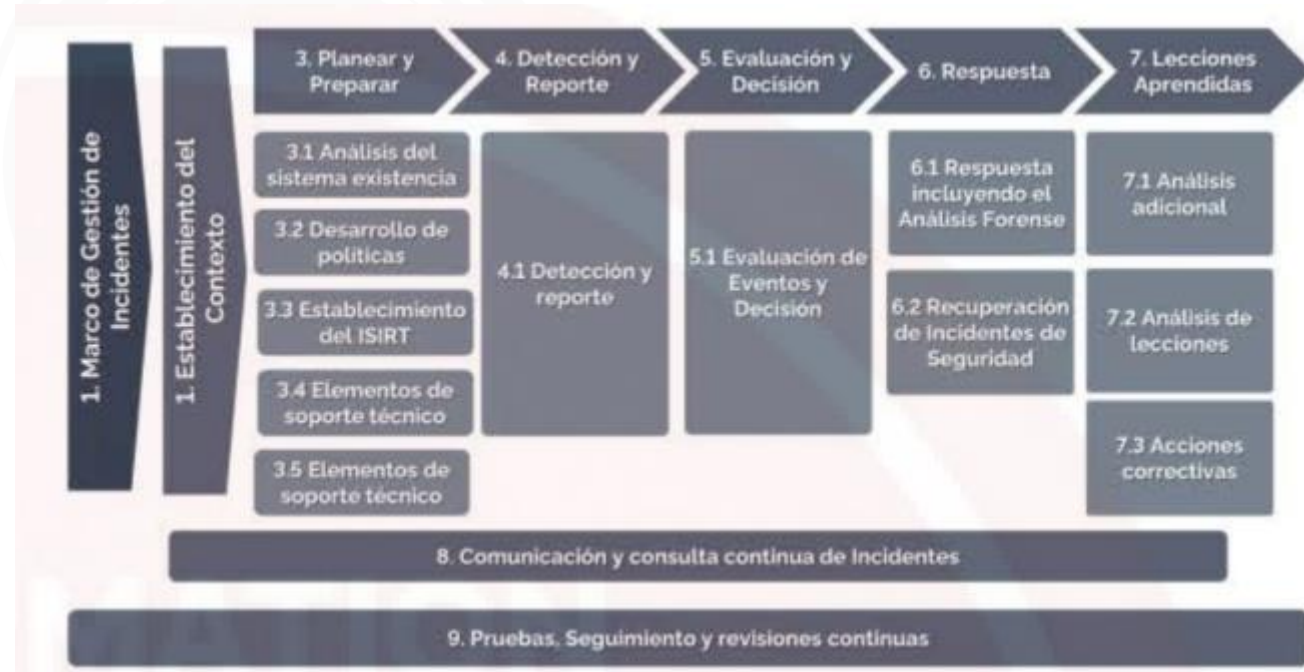 1. Marco de Gestión de
Incidentes
1. Establecimiento del
Contexto
3. Planear y
Preparar
4. Detección y
Reporte
5. Evaluación y
Decisión
6. Respuesta
7. Lecciones
Aprendidas
3.1 Análisis del
sistema existencia
3.2 Desarrollo de
políticas
3.3 Establecimiento
del ISIRT
3.4 Elementos de
soporte técnico
3.5 Elementos de
soporte técnico
4.1 Detección y
reporte
5.1 Evaluación de
Eventos y
Decisión
6.1 Respuesta
incluyendo el
Análisis Forense
6.2 Recuperación
de Incidentes de
Seguridad
7.1 Análisis
adicional
7.2 Análisis de
lecciones
7.3 Acciones
correctivas
8. Comunicación y consulta continua de Incidentes
9. Pruebas, Seguimiento y revisiones continuas